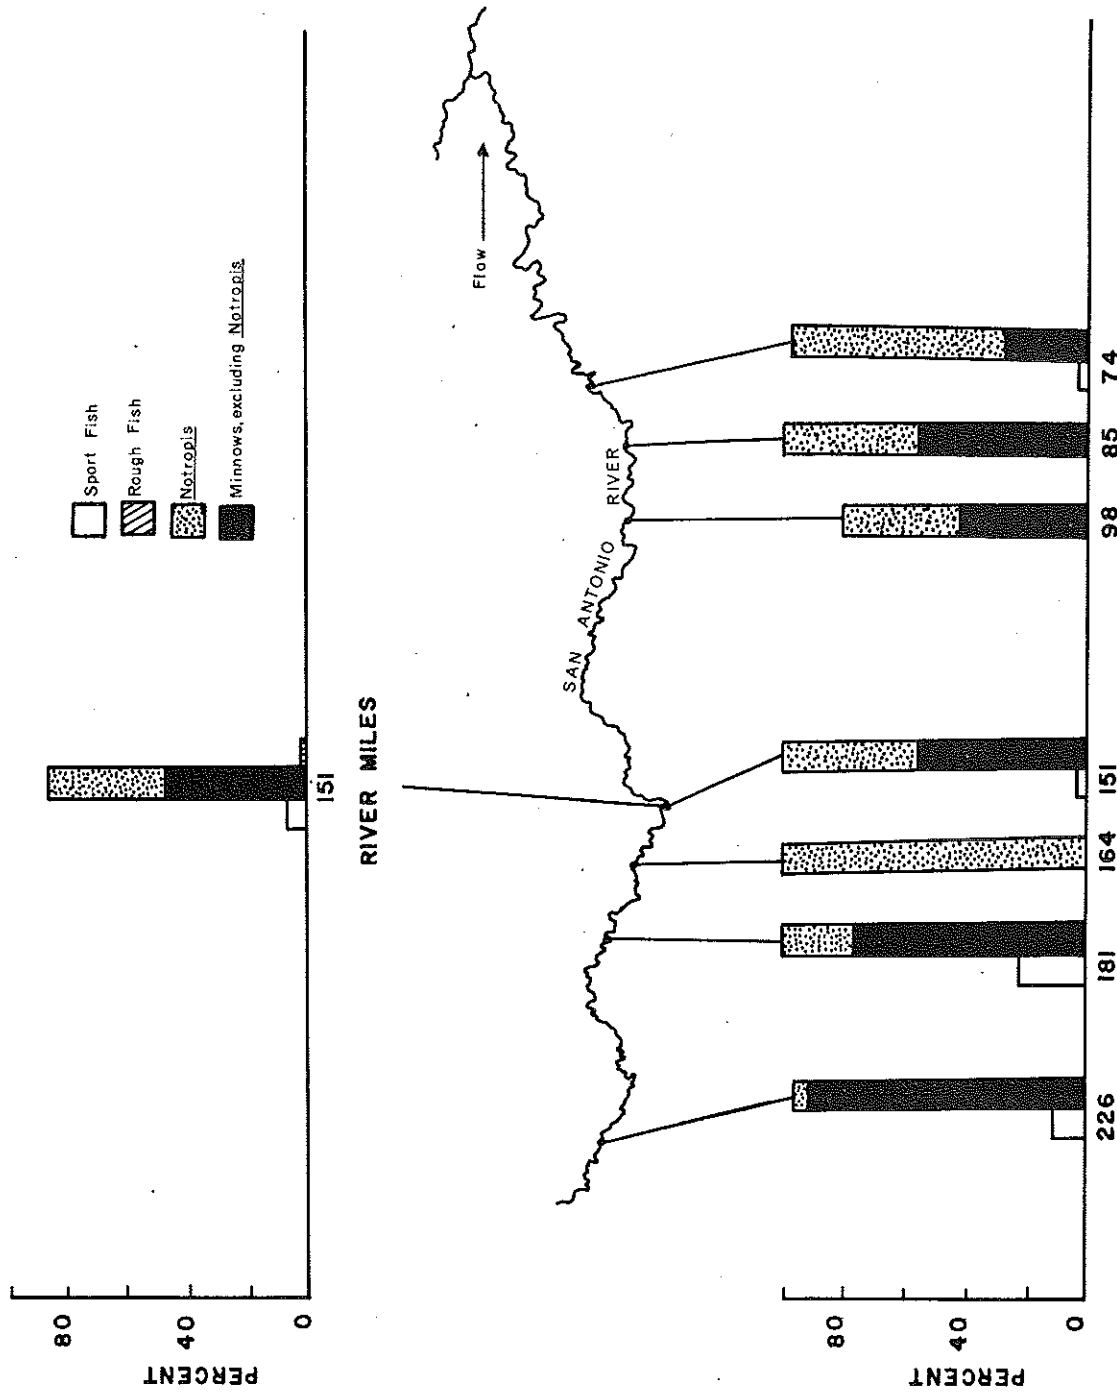 PERCENT
80
40
0
Sport Fish
Rough Fish
Notropis
Minnows, excluding Notropis
151
RIVER MILES
Flow
SAN ANTONIO RIVER
PERCENT
80
40
0
226
181
164
151
98
85
74